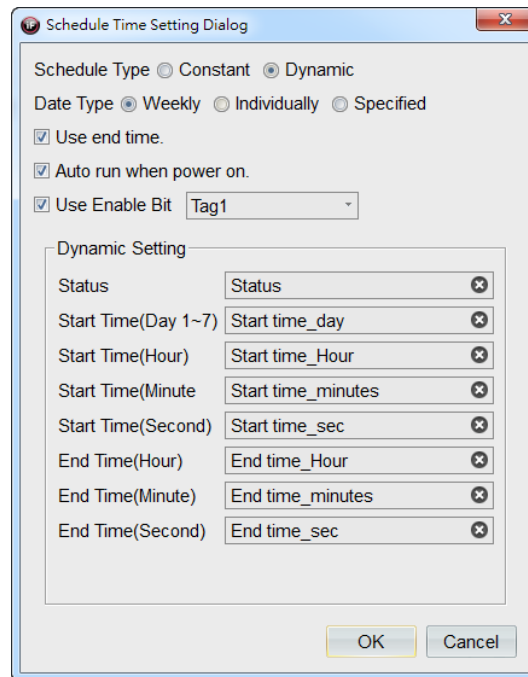 Schedule Time Setting Dialog
Schedule Type Constant Dynamic
Date Type Weekly Individually Specified
Use end time.
Auto run when power on.
Use Enable Bit Tag1
Dynamic Setting
Status Status
Start Time(Day 1~7) Start time_day
Start Time(Hour) Start time_Hour
Start Time(Minute Start time_minutes
Start Time(Second) Start time_sec
End Time(Hour) End time_Hour
End Time(Minute) End time_minutes
End Time(Second) End time_sec
OK Cancel